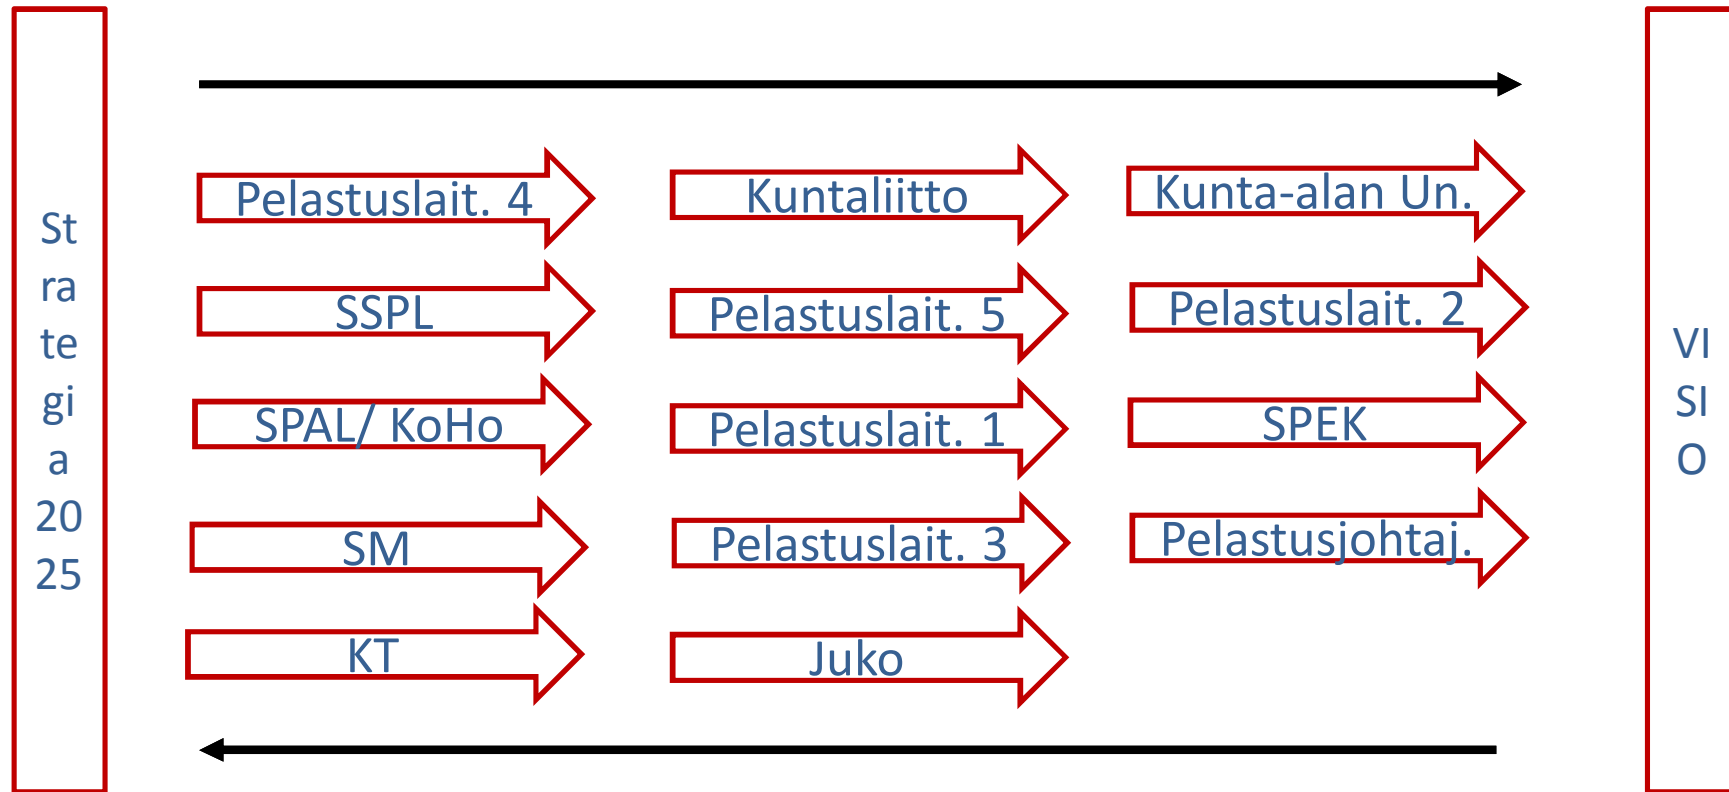 St
ra
te
gi
a
20
25
Pelastuslait. 4
Kuntaliitto
Kunta-alan Un.
SSPL
Pelastuslait. 5
Pelastuslait. 2
SPAL/ KoHo
Pelastuslait. 1
SPEK
SM
Pelastuslait. 3
Pelastusjohtaj.
KT
Juko
VI
SI
O